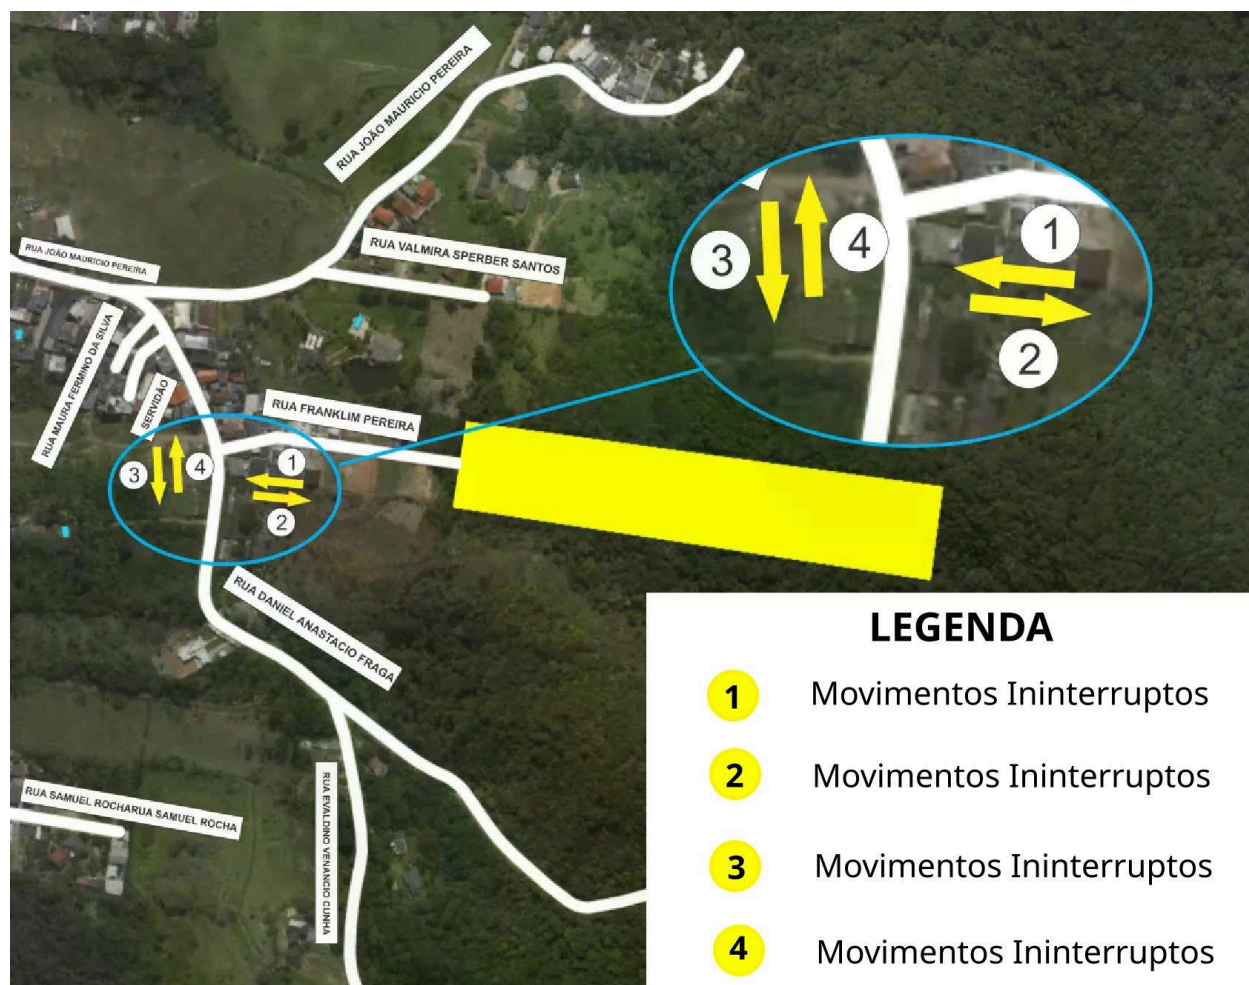 RUA JOÃO MAURICIO PEREIRA
RUA JOÃO MAURICIO PEREIRA
RUA VALMIRA SPERBER SANTOS
RUA MAURA FERMINO DA SILVA
SERVIDÃO
RUA FRANKLIM PEREIRA
3
4
1
2
3
4
1
2
RUA DANIEL ANASTACIO FRAGA
RUA EVALDINO VENANCIO CUNHA
RUA SAMUEL ROCHARUA SAMUEL ROCHA
LEGENDA
1 Movimentos Ininterruptos
2 Movimentos Ininterruptos
3 Movimentos Ininterruptos
4 Movimentos Ininterruptos